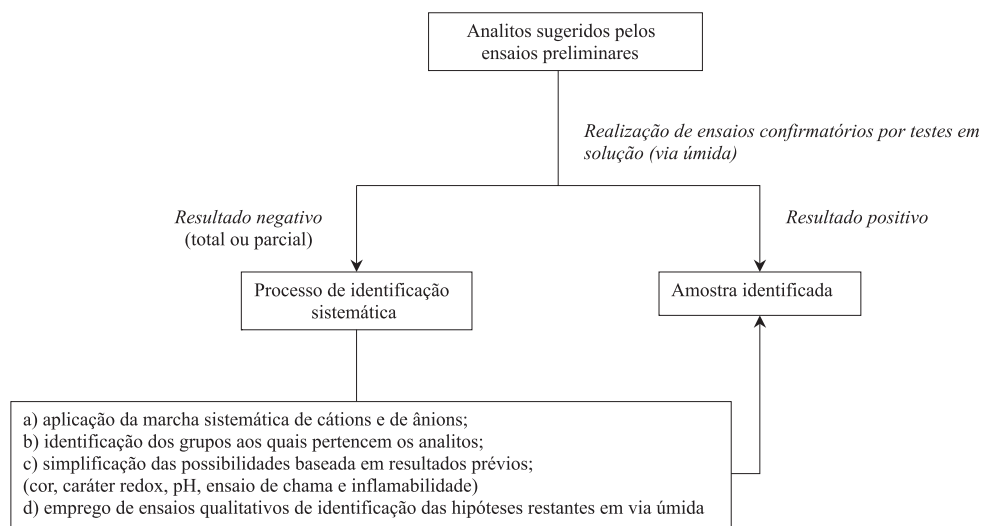 Analitos sugeridos pelos
ensaios preliminares
Realização de ensaios confirmatórios por testes em
solução (via úmida)
Resultado negativo
(total ou parcial)
Resultado positivo
Processo de identificação
sistemática
Amostra identificada
a) aplicação da marcha sistemática de cátions e de ânions;
b) identificação dos grupos aos quais pertencem os analitos;
c) simplificação das possibilidades baseada em resultados prévios;
(cor, caráter redox, pH, ensaio de chama e inflamabilidade)
d) emprego de ensaios qualitativos de identificação das hipóteses restantes em via úmida